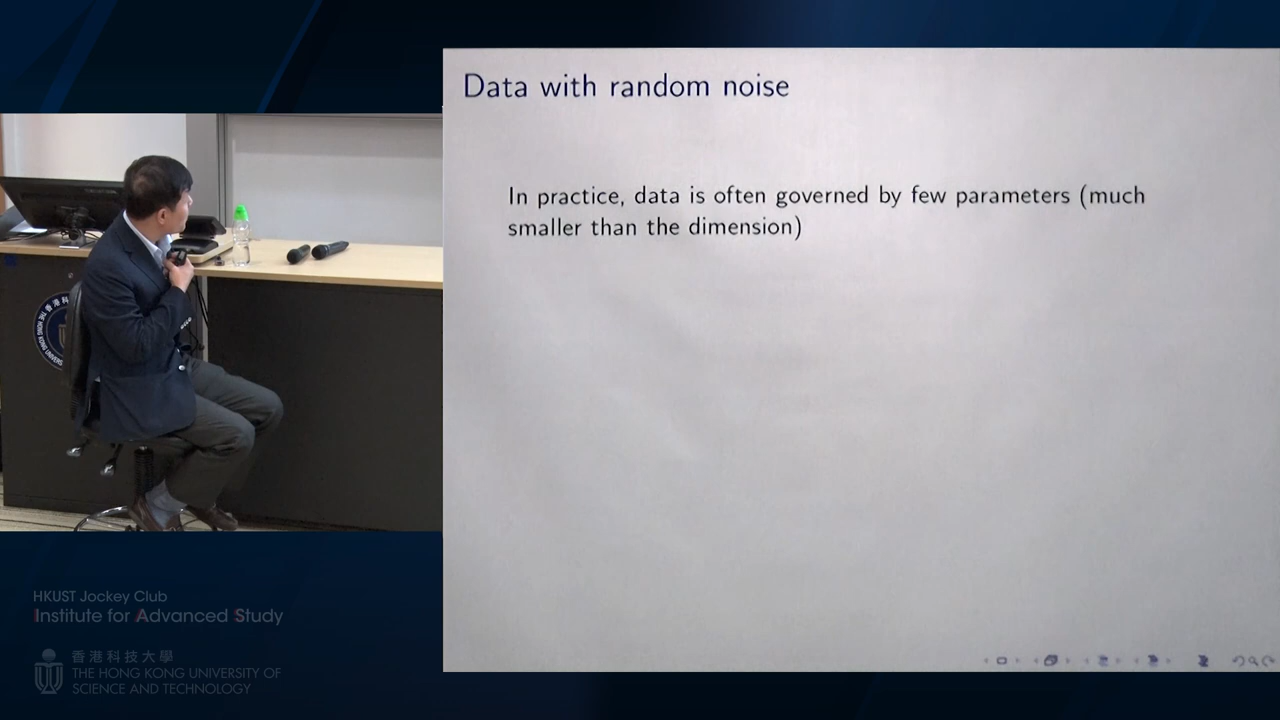 Data with random noise
In practice, data is often governed by few parameters (much
smaller than the dimension)
HKUST Jockey Club
Institute for Advanced Study
香港科技大學
THE HONG KONG UNIVERSITY OF
SCIENCE AND TECHNOLOGY